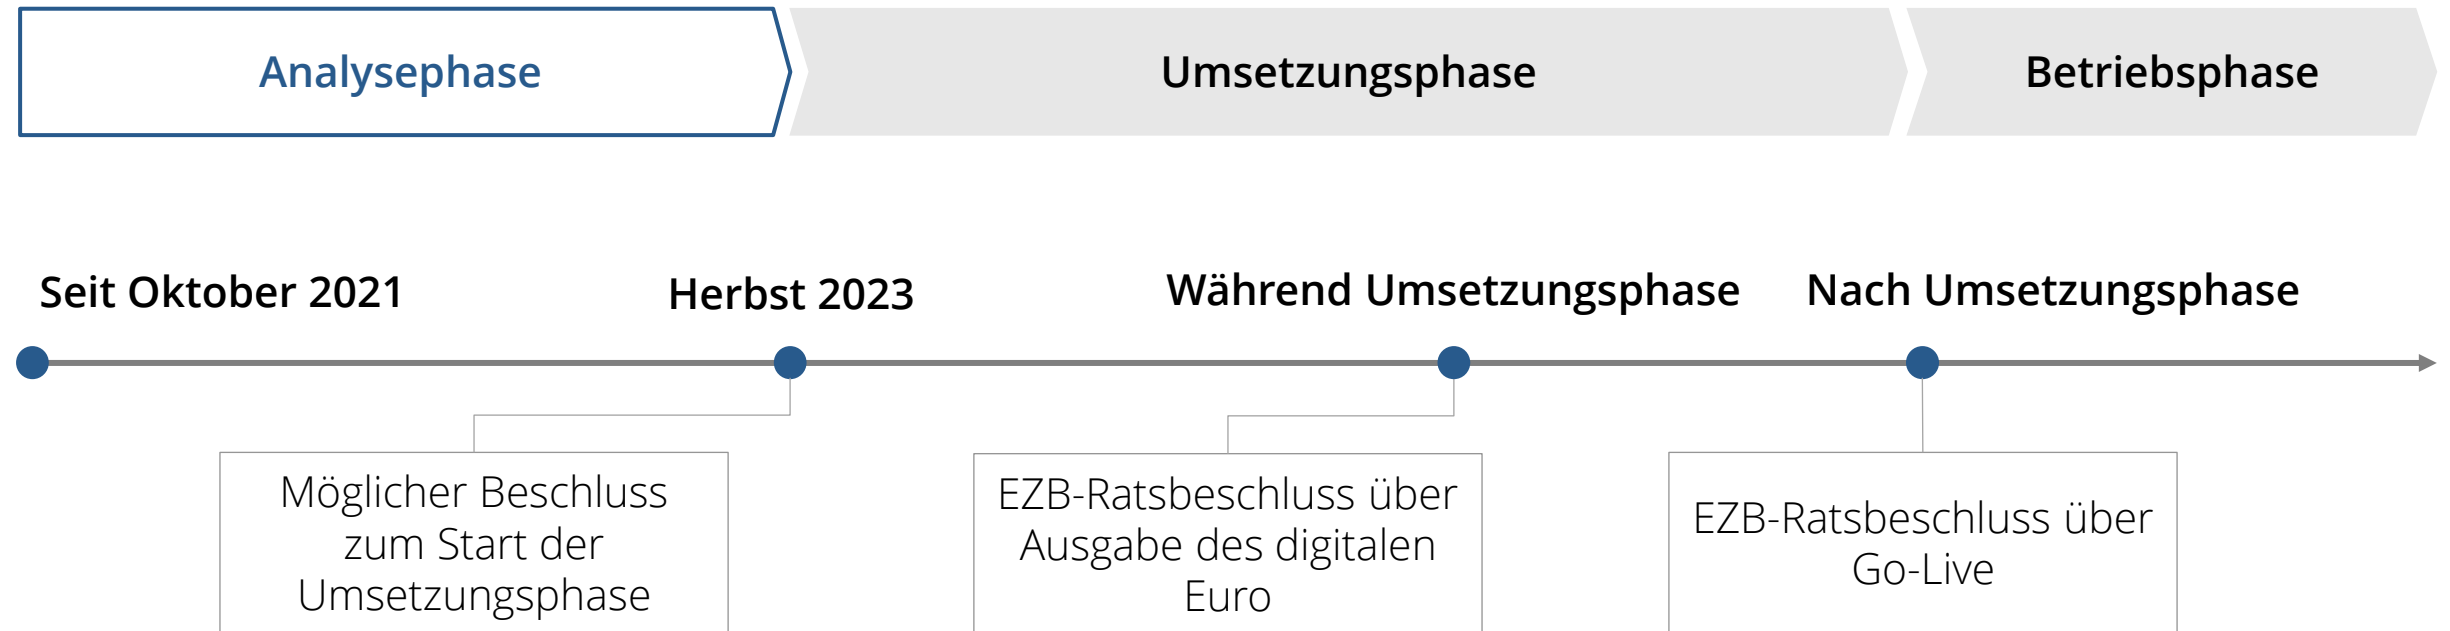 Analysephase
Umsetzungsphase
Betriebsphase
Seit Oktober 2021
Herbst 2023
Während Umsetzungsphase
Nach Umsetzungsphase
Möglicher Beschluss
zum Start der
Umsetzungsphase
EZB-Ratsbeschluss über
Ausgabe des digitalen
Euro
EZB-Ratsbeschluss über
Go-Live